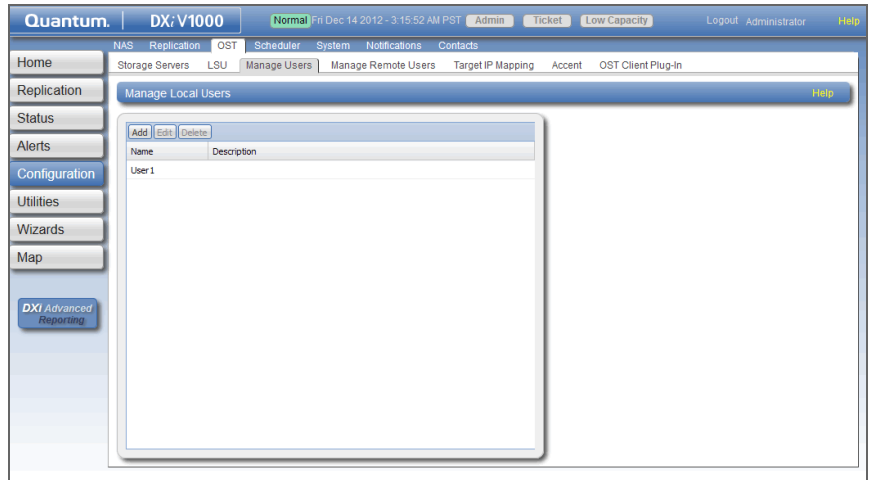 Quantum. DXi V1000 Normal Fri Dec 14 2012 - 3:15:52 AM PST Admin Ticket Low Capacity Logout Administrator Help
NAS Replication OST Scheduler System Notifications Contacts
Storage Servers LSU Manage Users Manage Remote Users Target IP Mapping Accent OST Client Plug-In
Home
Replication
Status
Alerts
Configuration
Utilities
Wizards
Map
DXI Advanced
Reporting
Manage Local Users Help
Add Edit Delete
Name Description
User1